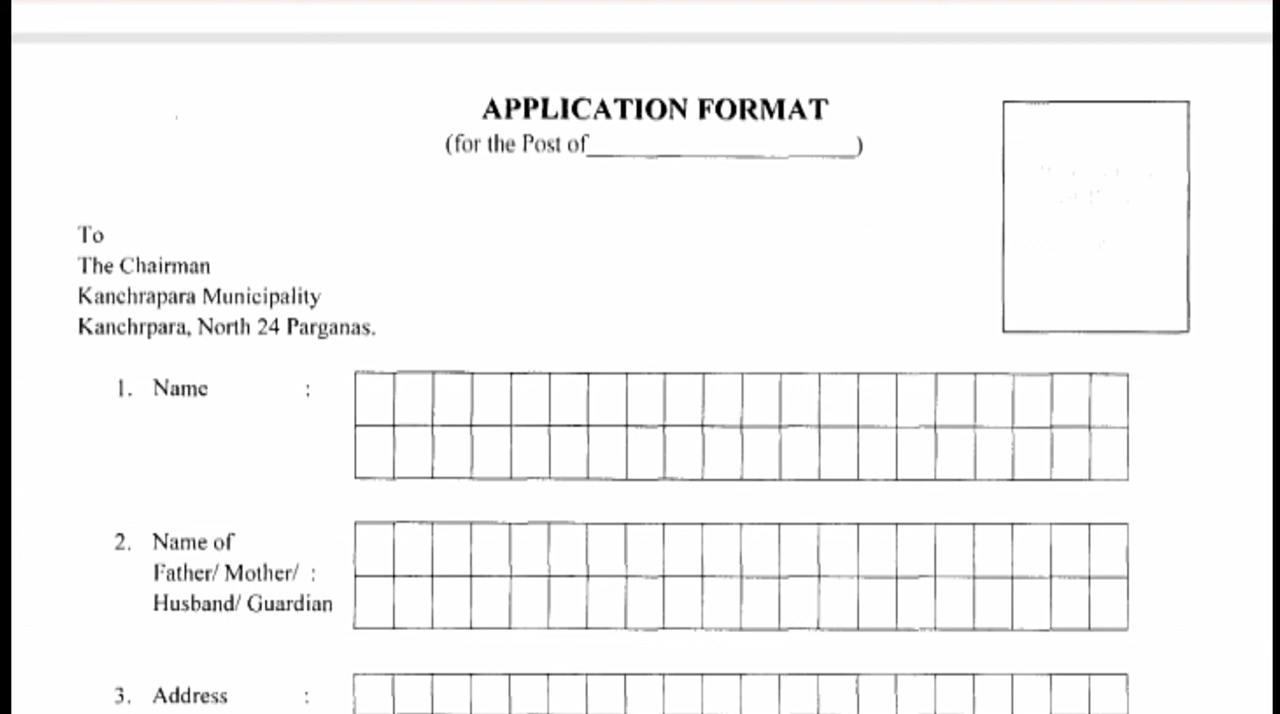 APPLICATION FORMAT
(for the Post of______________________)
To
The Chairman
Kanchrapara Municipality
Kanchrpara, North 24 Parganas.
1. Name :
2. Name of
Father/ Mother/ :
Husband/ Guardian
3. Address :